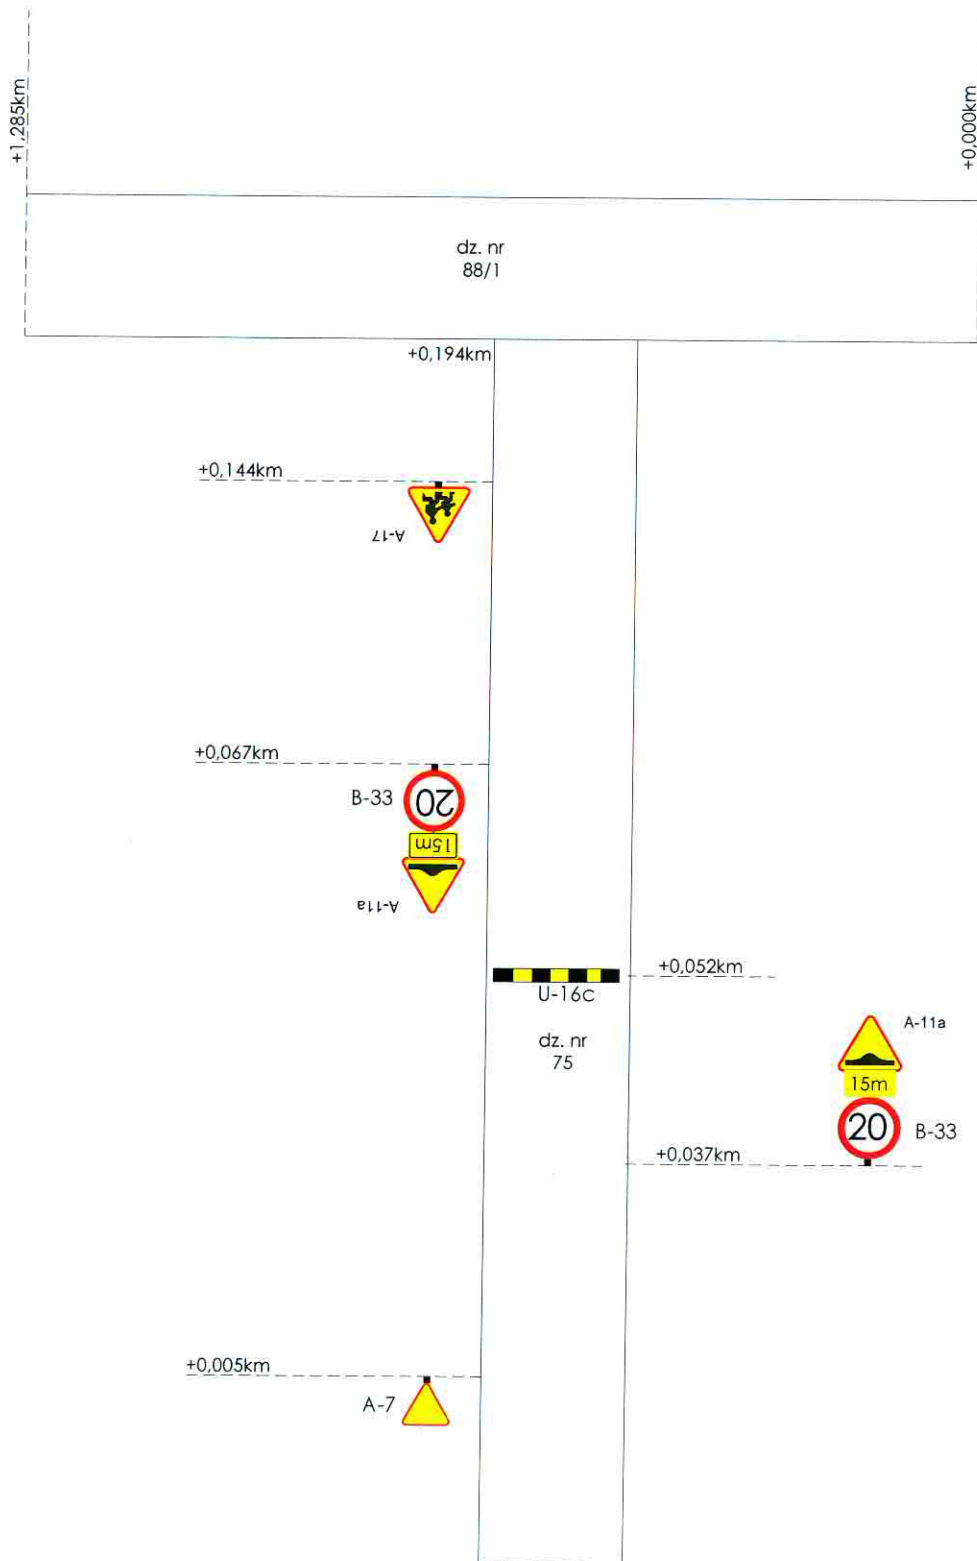 +1,285km
+0,000km
dz. nr
88/1
+0,194km
+0,144km
A-17
+0,067km
B-33
20
15m
A-11a
+0,052km
U-16c
A-11a
dz. nr
75
15m
20
B-33
+0,037km
+0,005km
A-7